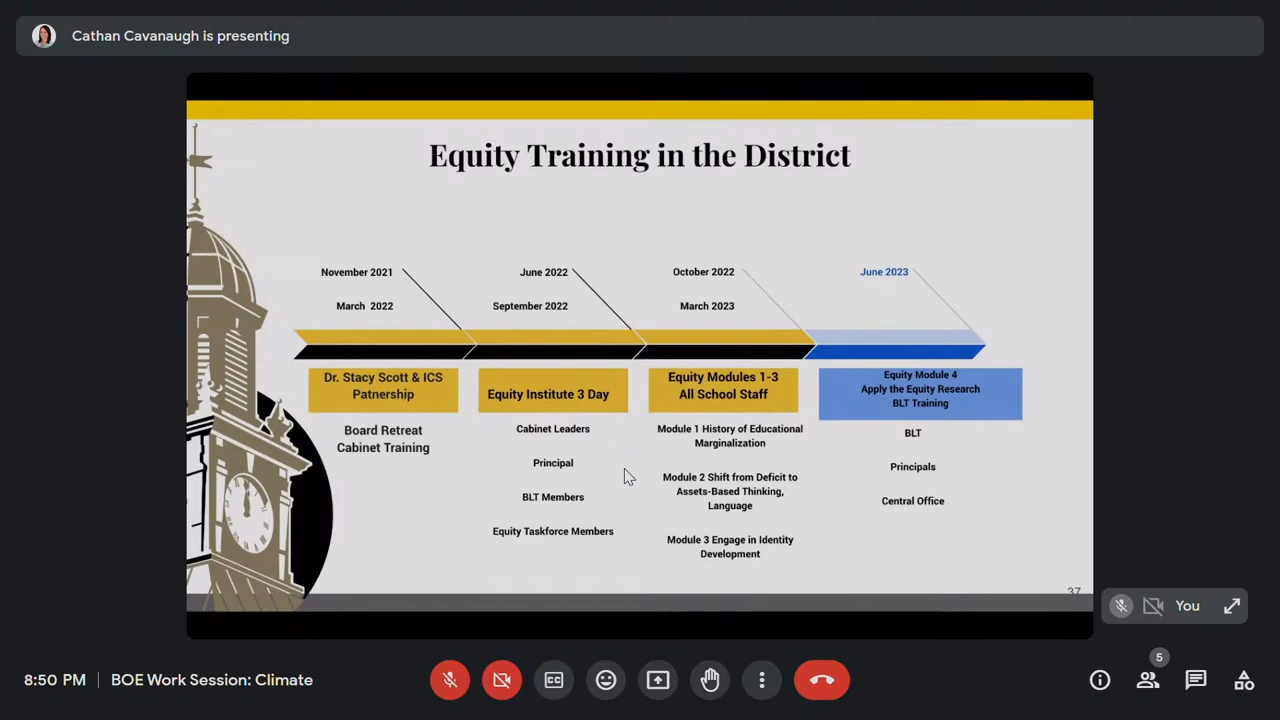 Cathan Cavanaugh is presenting
Equity Training in the District
November 2021
March 2022
June 2022
September 2022
October 2022
March 2023
June 2023
Dr. Stacy Scott & ICS
Patnership
Board Retreat
Cabinet Training
Equity Institute 3 Day
Cabinet Leaders
Principal
BLT Members
Equity Taskforce Members
Equity Modules 1-3
All School Staff
Module 1 History of Educational
Marginalization
Module 2 Shift from Deficit to
Assets-Based Thinking,
Language
Module 3 Engage in Identity
Development
Equity Module 4
Apply the Equity Research
BLT Training
BLT
Principals
Central Office
37
You
8:50 PM | BOE Work Session: Climate
CC
5